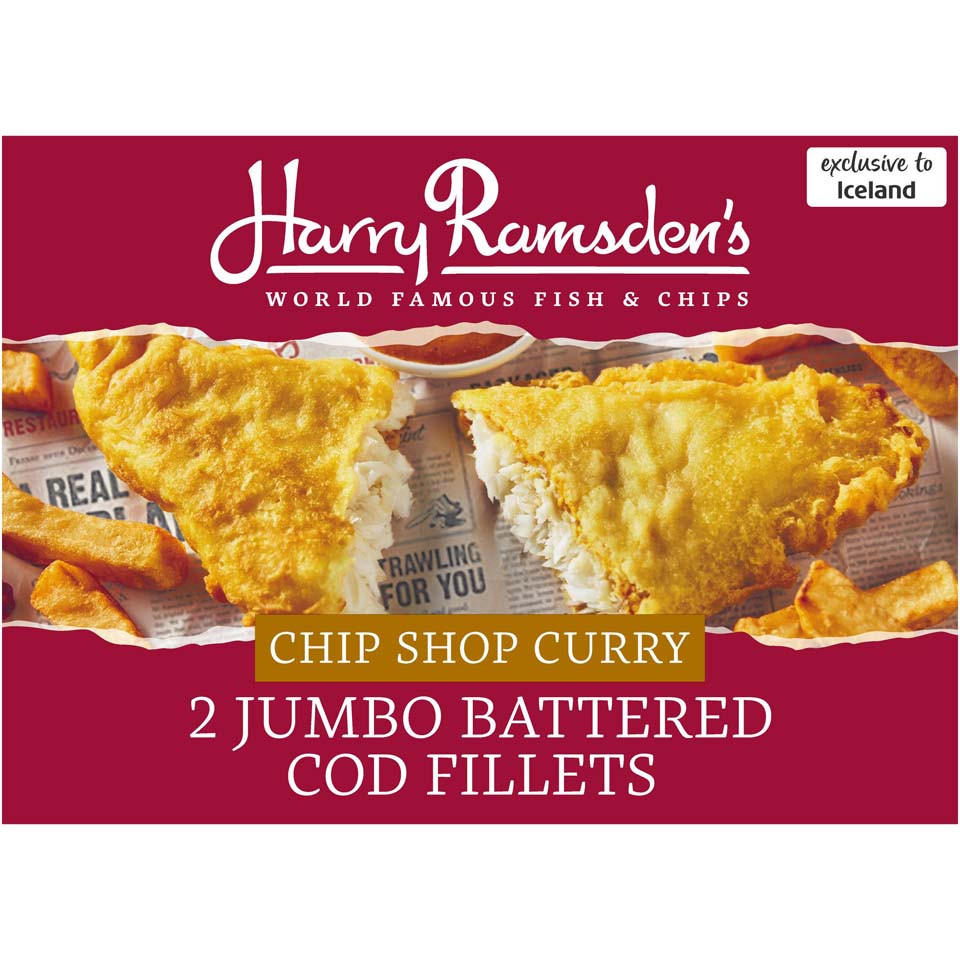 exclusive to
Iceland
Harry Ramsden's
WORLD FAMOUS FISH & CHIPS
A REAL
TRAWLING
FOR YOU
CHIP SHOP CURRY
2 JUMBO BATTERED
COD FILLETS